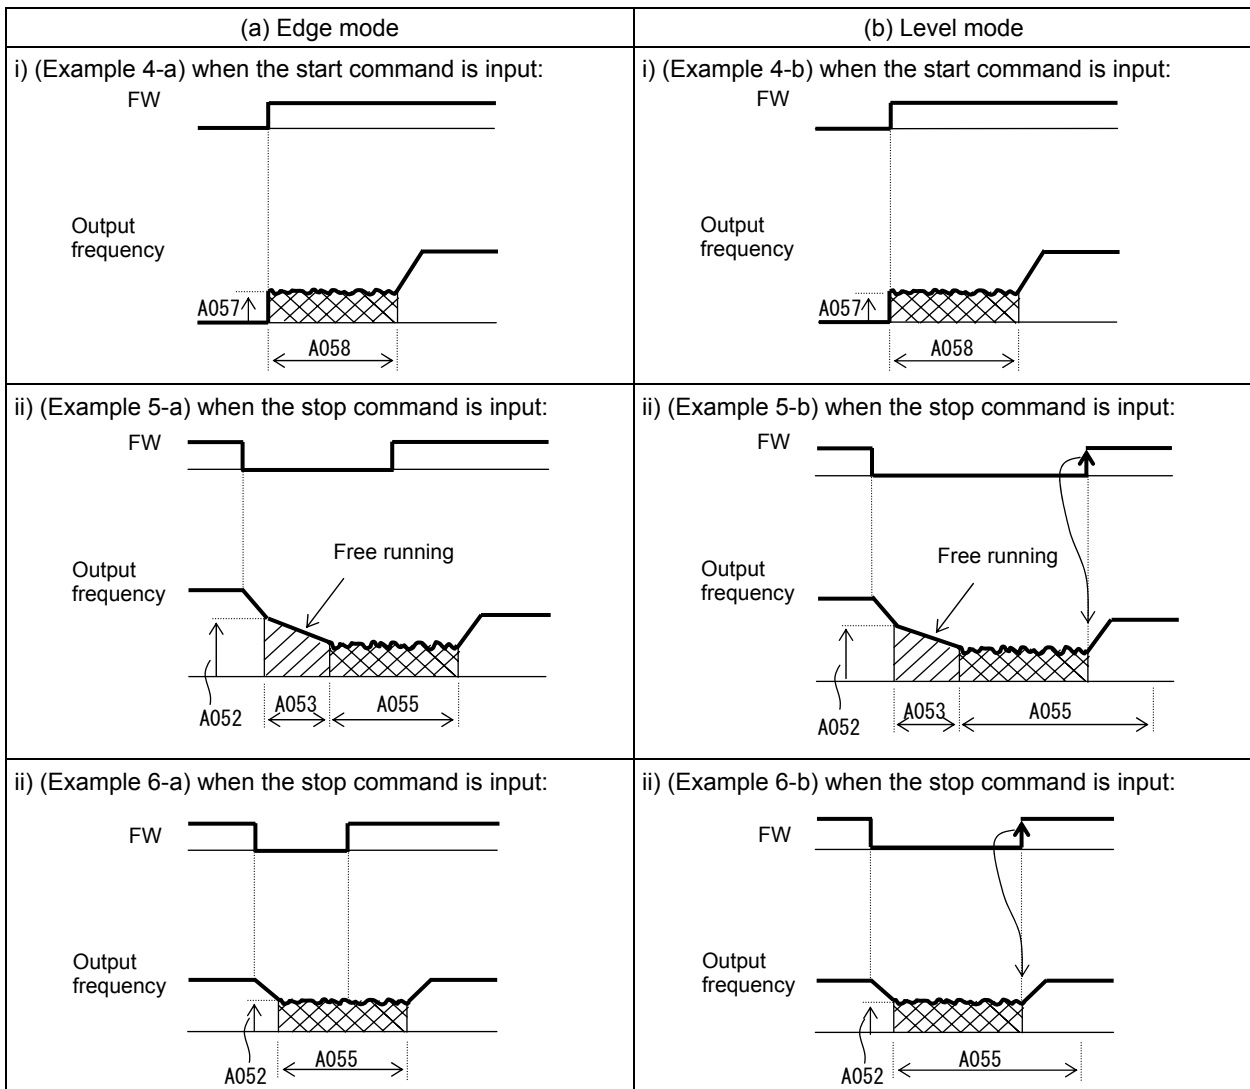 (a) Edge mode
(b) Level mode
i) (Example 4-a) when the start command is input:
FW
Output
frequency
A057
A058
i) (Example 4-b) when the start command is input:
FW
Output
frequency
A057
A058
ii) (Example 5-a) when the stop command is input:
FW
Free running
Output
frequency
A052
A053
A055
ii) (Example 5-b) when the stop command is input:
FW
Free running
Output
frequency
A052
A053
A055
ii) (Example 6-a) when the stop command is input:
FW
Output
frequency
A052
A055
ii) (Example 6-b) when the stop command is input:
FW
Output
frequency
A052
A055